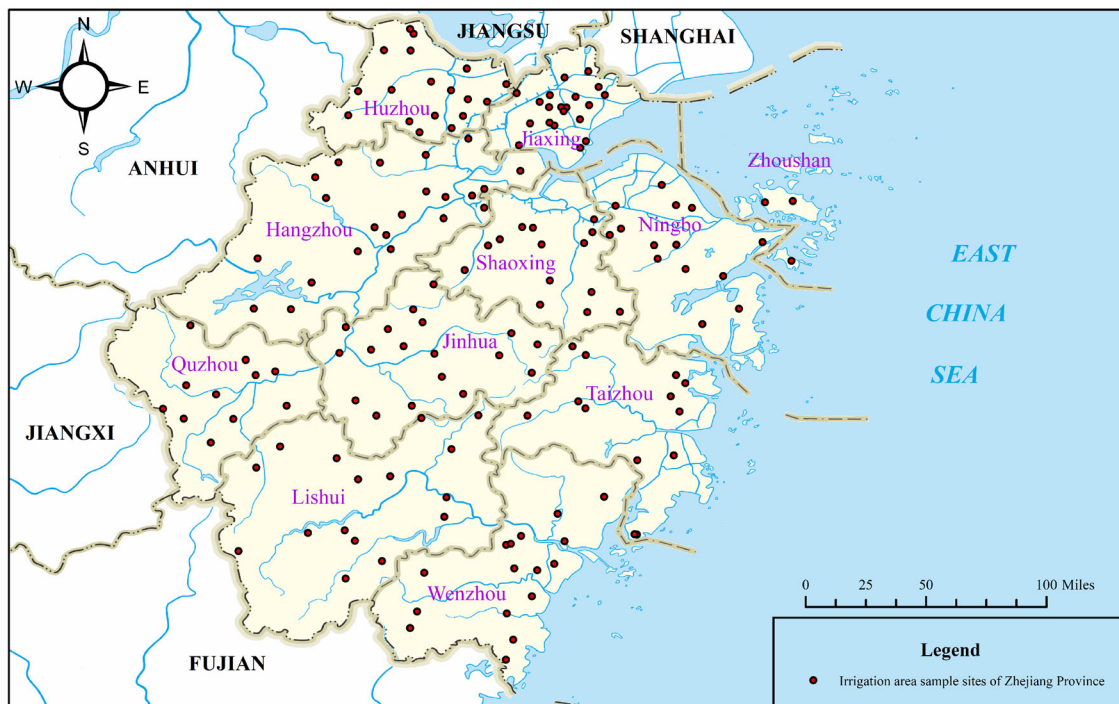 JIANGSU
SHANGHAI
N
W
E
S
Huzhou
Jiaxing
ANHUI
Zhoushan
Hangzhou
Ningbo
Shaoxing
EAST
CHINA
SEA
Jinhua
Quzhou
Taizhou
JIANGXI
Lishui
Wenzhou
0 25 50 100 Miles
FUJIAN
Legend
Irrigation area sample sites of Zhejiang Province